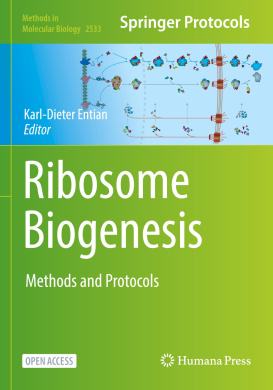 Methods in
Molecular Biology 2533
Springer Protocols
Karl-Dieter Entian
Editor
Ribosome
Biogenesis
Methods and Protocols
OPEN ACCESS
Humana Press